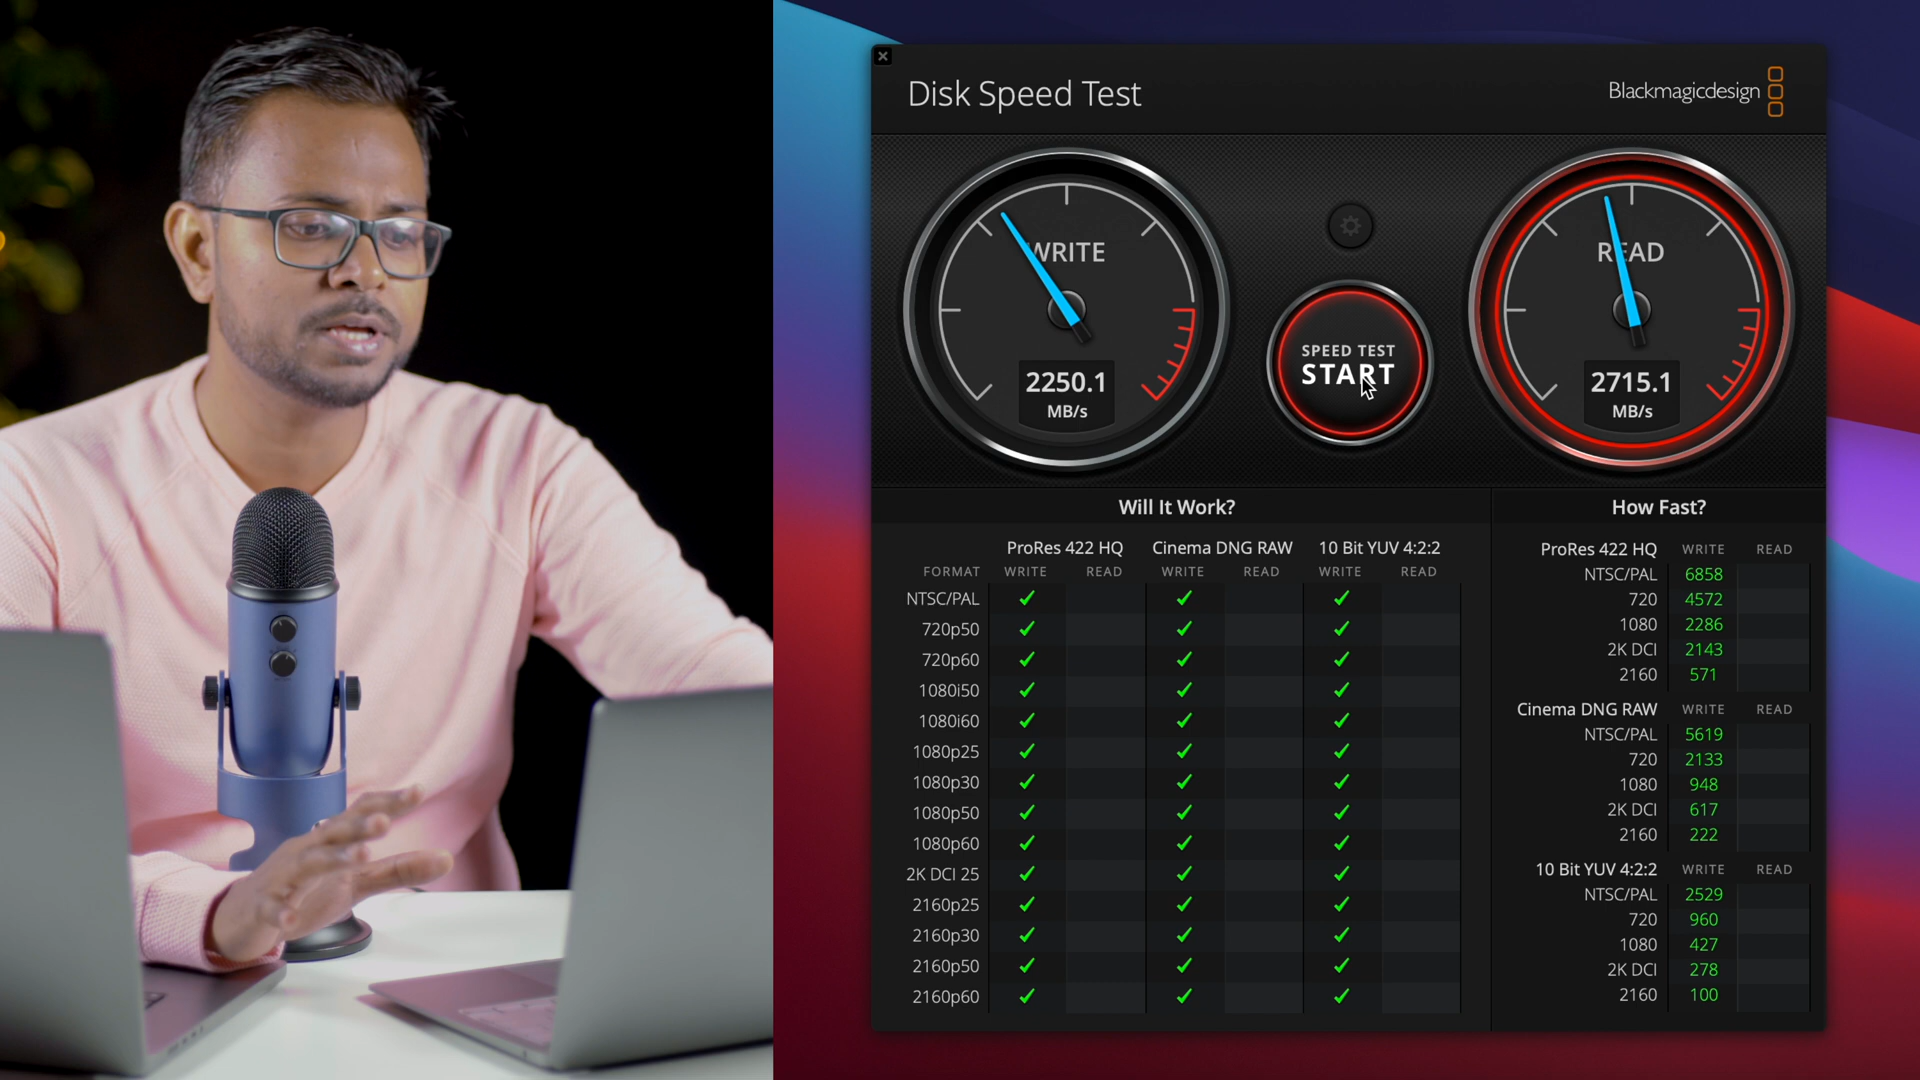 Disk Speed Test
Blackmagicdesign
WRITE
2250.1
MB/s
SPEED TEST
START
READ
2715.1
MB/s
Will It Work?
ProRes 422 HQ Cinema DNG RAW 10 Bit YUV 4:2:2
FORMAT WRITE READ WRITE READ WRITE READ
NTSC/PAL ✓ ✓ ✓
720p50 ✓ ✓ ✓
720p60 ✓ ✓ ✓
1080i50 ✓ ✓ ✓
1080i60 ✓ ✓ ✓
1080p25 ✓ ✓ ✓
1080p30 ✓ ✓ ✓
1080p50 ✓ ✓ ✓
1080p60 ✓ ✓ ✓
2K DCI 25 ✓ ✓ ✓
2160p25 ✓ ✓ ✓
2160p30 ✓ ✓ ✓
2160p50 ✓ ✓ ✓
2160p60 ✓ ✓ ✓
How Fast?
ProRes 422 HQ WRITE READ
NTSC/PAL 6858
720 4572
1080 2286
2K DCI 2143
2160 571
Cinema DNG RAW WRITE READ
NTSC/PAL 5619
720 2133
1080 948
2K DCI 617
2160 222
10 Bit YUV 4:2:2 WRITE READ
NTSC/PAL 2529
720 960
1080 427
2K DCI 278
2160 100